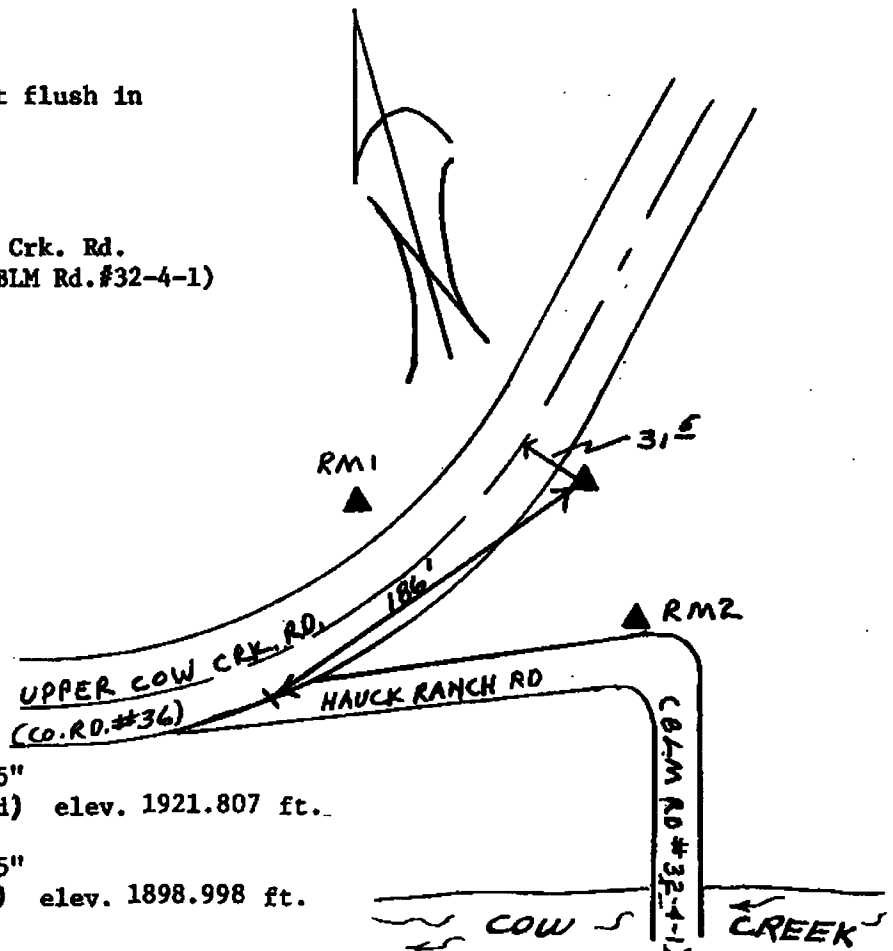 t flush in
Crk. Rd.
BLM Rd.#32-4-1)
31.5
RM1
186'
RM2
UPPER COW CRK. RD.
HAUCK RANCH RD
(CO.RD.#36)
(BLM RD #32-4-1)
5"
d) elev. 1921.807 ft.
5"
) elev. 1898.998 ft.
COW CREEK